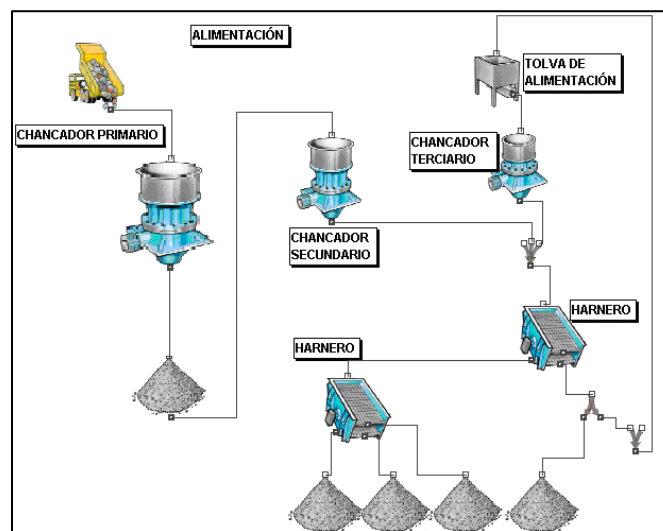 ALIMENTACIÓN
TOLVA DE
ALIMENTACIÓN
CHANCADOR PRIMARIO
CHANCADOR
TERCIARIO
CHANCADOR
SECUNDARIO
HARNERO
HARNERO